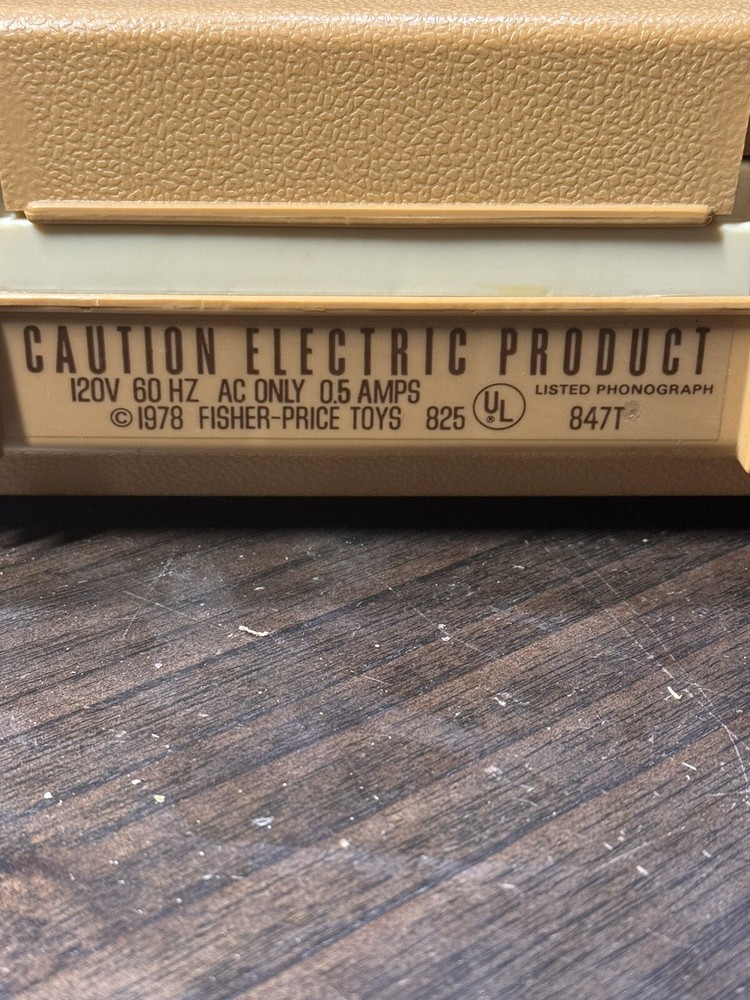 CAUTION ELECTRIC PRODUCT
120V 60 HZ AC ONLY 0.5 AMPS
© 1978 FISHER-PRICE TOYS 825
UL ®
LISTED PHONOGRAPH
847T